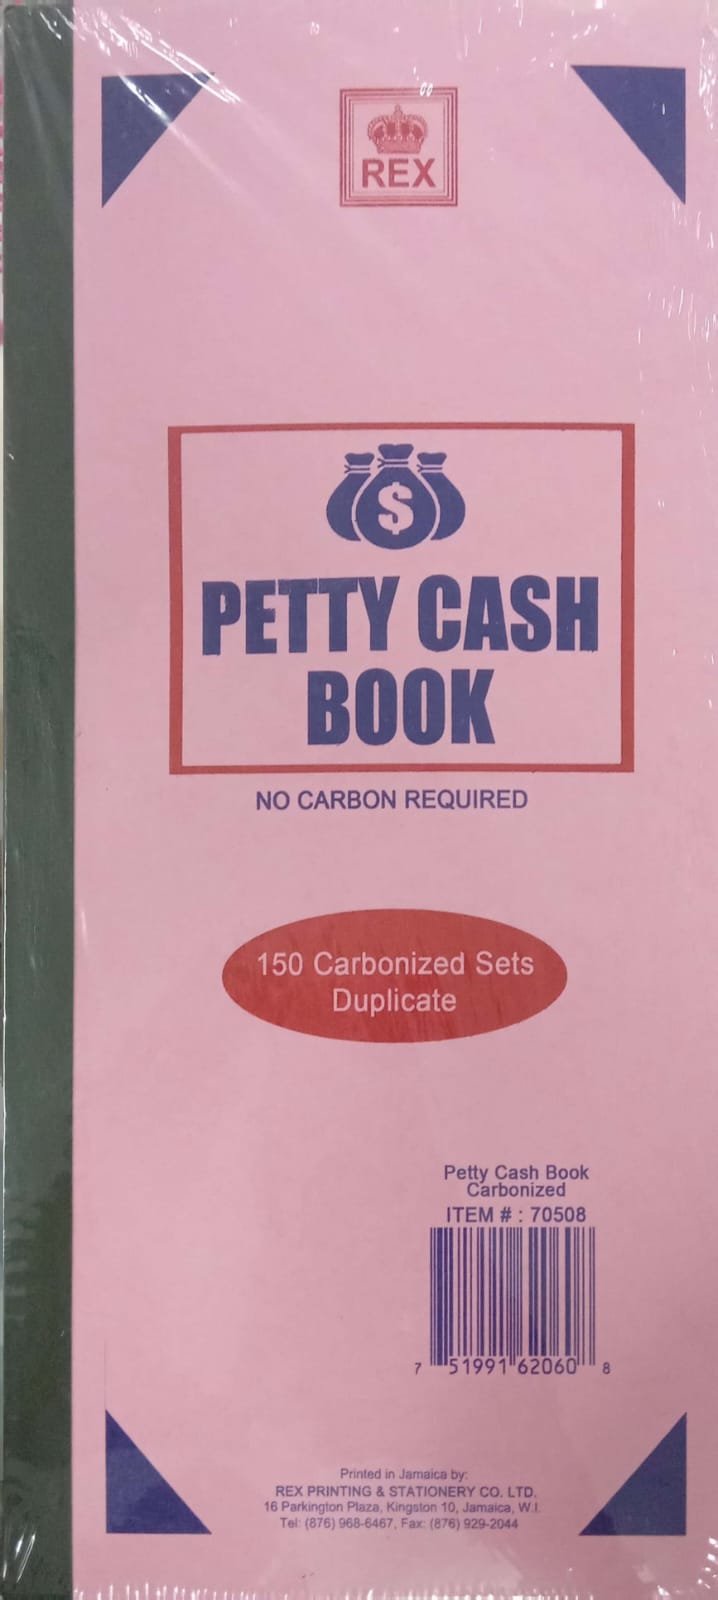 REX
$
PETTY CASH
BOOK
NO CARBON REQUIRED
150 Carbonized Sets
Duplicate
Petty Cash Book
Carbonized
ITEM # : 70508
7 51991 62060 8
Printed in Jamaica by:
REX PRINTING & STATIONERY CO. LTD.
16 Parkington Plaza, Kingston 10, Jamaica, W.I.
Tel: (876) 968-6467, Fax: (876) 929-2044